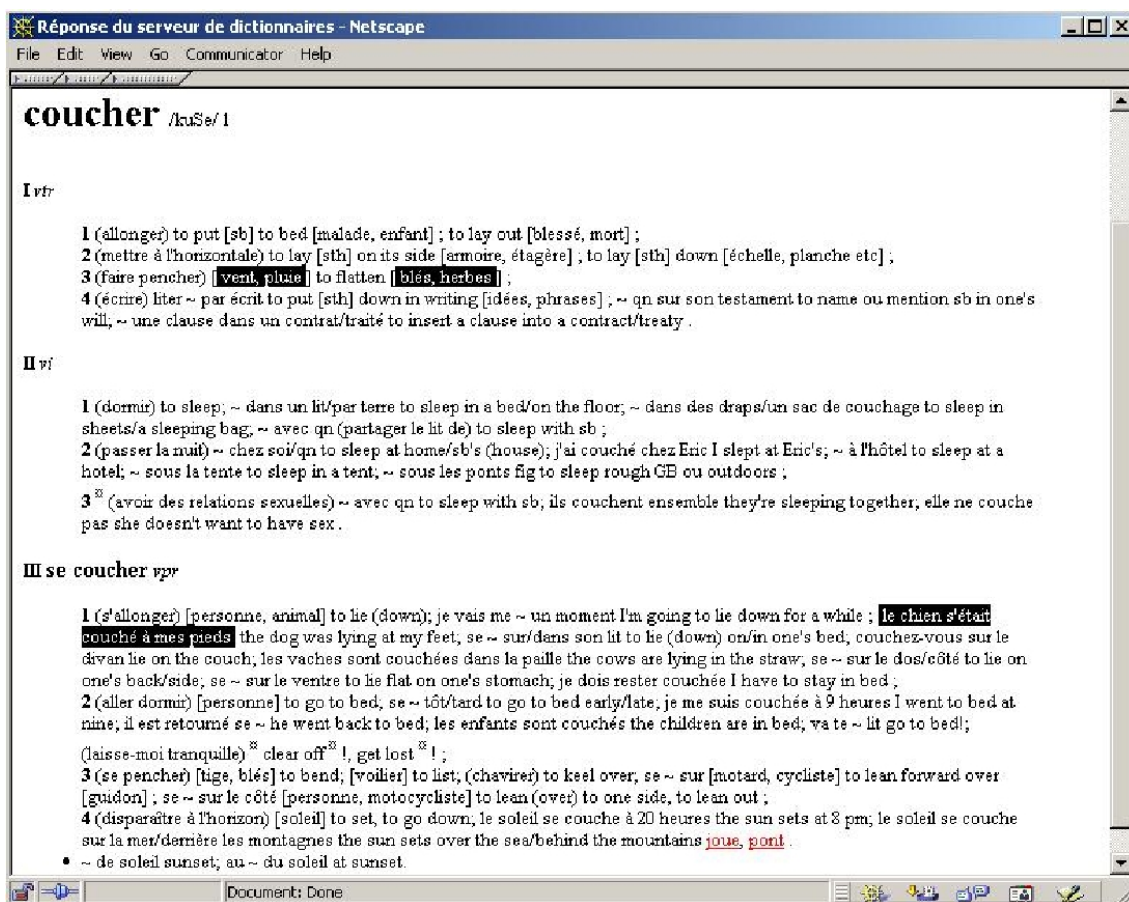 Réponse du serveur de dictionnaires - Netscape
File Edit View Go Communicator Help
coucher /kuSe/ 1
I vtr
1 (allonger) to put [sb] to bed [malade, enfant] ; to lay out [blessé, mort] ;
2 (mettre à l'horizontale) to lay [sth] on its side [armoire, étagère] ; to lay [sth] down [échelle, planche etc] ;
3 (faire pencher) [ vent, pluie ] to flatten [ blés, herbes ] ;
4 (écrire) liter ~ par écrit to put [sth] down in writing [idées, phrases] ; ~ qn sur son testament to name ou mention sb in one's
will; ~ une clause dans un contrat/traité to insert a clause into a contract/treaty .
II vi
1 (dormir) to sleep; ~ dans un lit/par terre to sleep in a bed/on the floor; ~ dans des draps/un sac de couchage to sleep in
sheets/a sleeping bag; ~ avec qn (partager le lit de) to sleep with sb ;
2 (passer la nuit) ~ chez soi/qn to sleep at home/sb's (house); j'ai couché chez Eric I slept at Eric's; ~ à l'hôtel to sleep at a
hotel; ~ sous la tente to sleep in a tent; ~ sous les ponts fig to sleep rough GB ou outdoors ;
3 ¤ (avoir des relations sexuelles) ~ avec qn to sleep with sb; ils couchent ensemble they're sleeping together; elle ne couche
pas she doesn't want to have sex .
III se coucher vpr
1 (s'allonger) [personne, animal] to lie (down); je vais me ~ un moment I'm going to lie down for a while ; le chien s'était
couché à mes pieds the dog was lying at my feet; se ~ sur/dans son lit to lie (down) on/in one's bed; couchez-vous sur le
divan lie on the couch; les vaches sont couchées dans la paille the cows are lying in the straw; se ~ sur le dos/côté to lie on
one's back/side; se ~ sur le ventre to lie flat on one's stomach; je dois rester couchée I have to stay in bed ;
2 (aller dormir) [personne] to go to bed; se ~ tôt/tard to go to bed early/late; je me suis couchée à 9 heures I went to bed at
nine; il est retourné se ~ he went back to bed; les enfants sont couchés the children are in bed; va te ~ lit go to bed!;
(laisse-moi tranquille) ¤ clear off ¤ !, get lost ¤ ! ;
3 (se pencher) [tige, blés] to bend; [voilier] to list; (chavirer) to keel over; se ~ sur [motard, cycliste] to lean forward over
[guidon] ; se ~ sur le côté [personne, motocycliste] to lean (over) to one side, to lean out ;
4 (disparaître à l'horizon) [soleil] to set, to go down; le soleil se couche à 20 heures the sun sets at 8 pm; le soleil se couche
sur la mer/derrière les montagnes the sun sets over the sea/behind the mountains joue, pont .
• ~ de soleil sunset; au ~ du soleil at sunset.
Document: Done